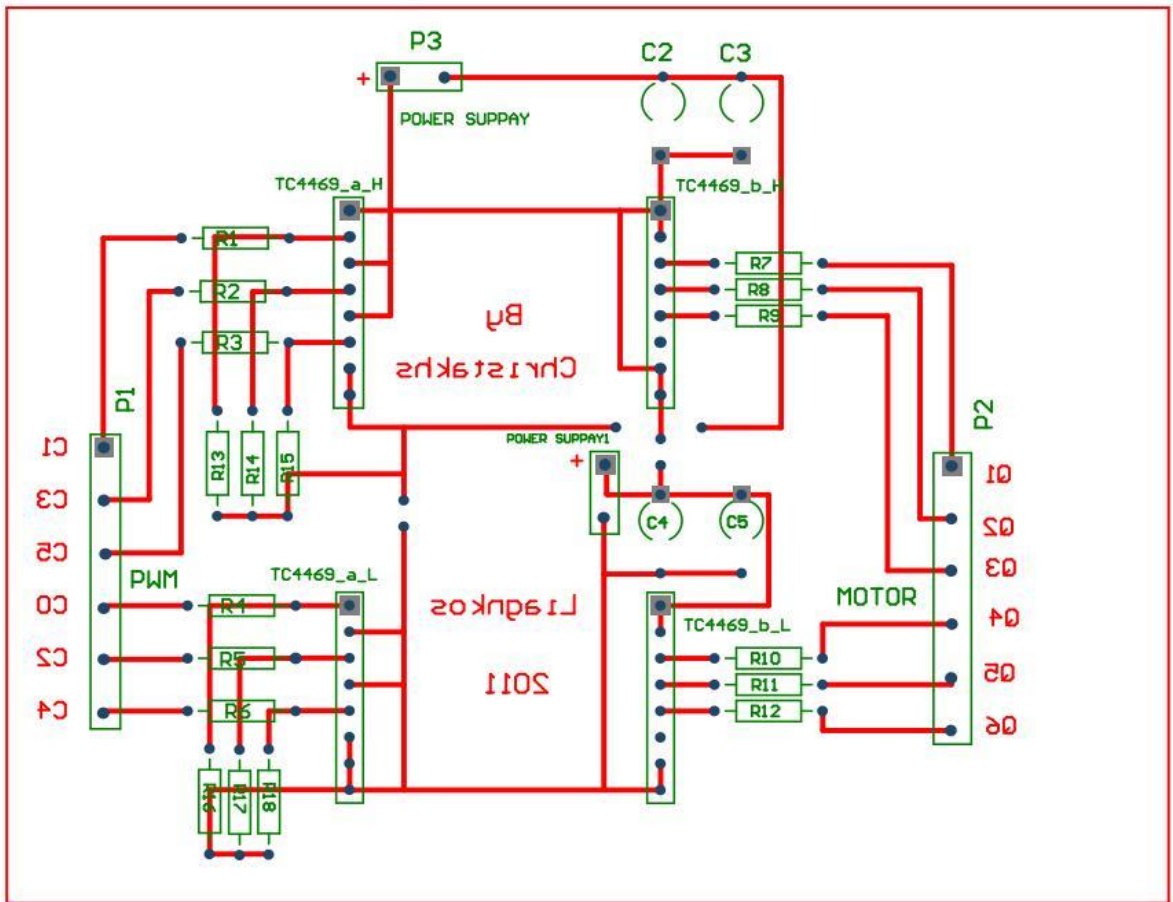 P3
C2
C3
+
POWER SUPPAY
TC4469_a_H
TC4469_b_H
R1
R2
R3
R7
R8
R9
By
Christakhs
P1
P2
C1
C3
C5
C0
C2
C4
PWM
R13
R14
R15
POWER SUPPAY1
+
C4
C5
Q1
Q2
Q3
Q4
Q5
Q6
MOTOR
TC4469_a_L
TC4469_b_L
Liagnkos
2011
R4
R5
R6
R10
R11
R12
R16
R17
R18